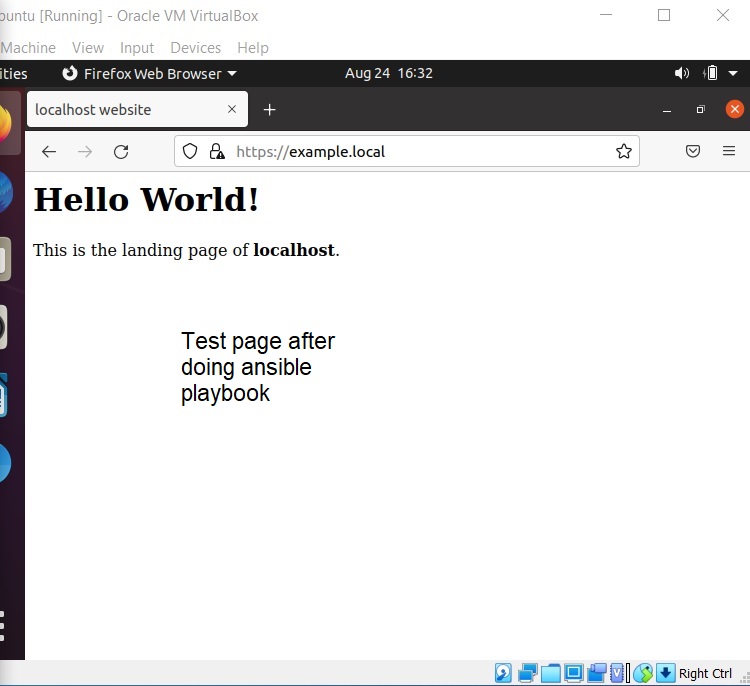 buntu [Running] - Oracle VM VirtualBox
Machine View Input Devices Help
ities Firefox Web Browser Aug 24 16:32
localhost website
https://example.local
Hello World!
This is the landing page of localhost.
Test page after
doing ansible
playbook
Right Ctrl